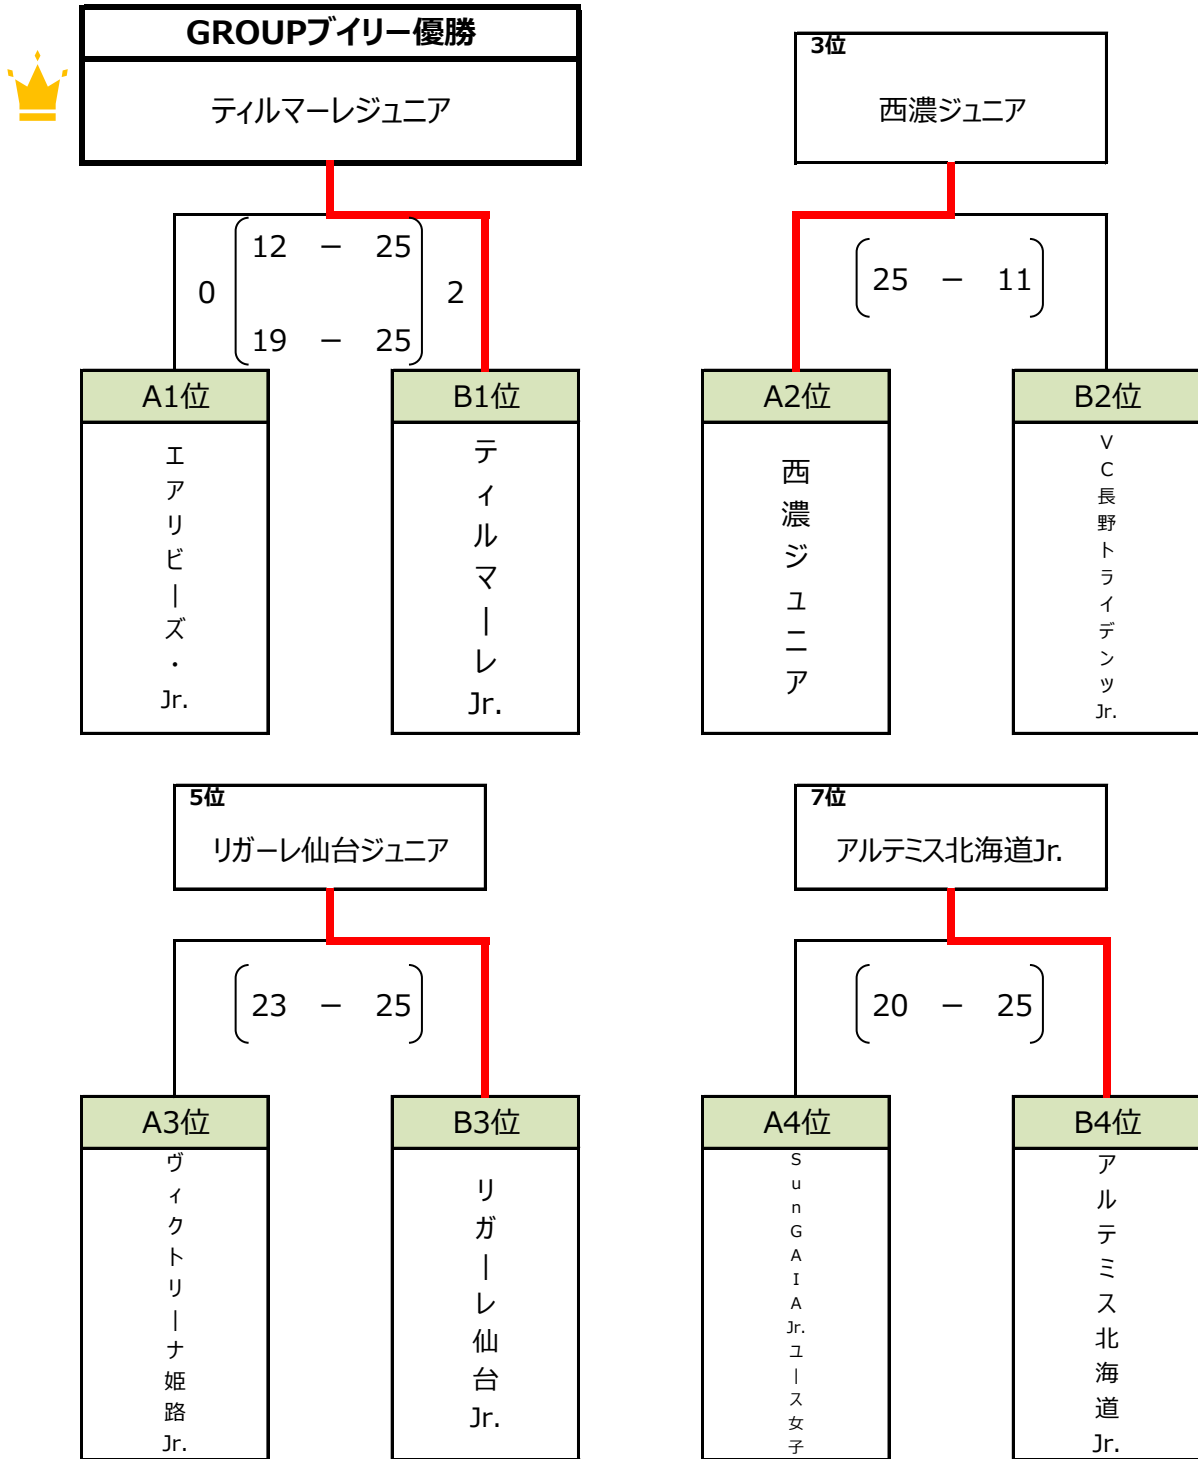 GROUPブイリー優勝
ティルマーレジュニア
0
12 － 25
19 － 25
2
A1位
B1位
エアリビーズ・Jr.
ティルマーレJr.
3位
西濃ジュニア
25 － 11
A2位
B2位
西濃ジュニア
VC長野トライデンツJr.
5位
リガーレ仙台ジュニア
23 － 25
A3位
B3位
ヴィクトリーナ姫路Jr.
リガーレ仙台Jr.
7位
アルテミス北海道Jr.
20 － 25
A4位
B4位
SunGAIAJr.ユース女子
アルテミス北海道Jr.